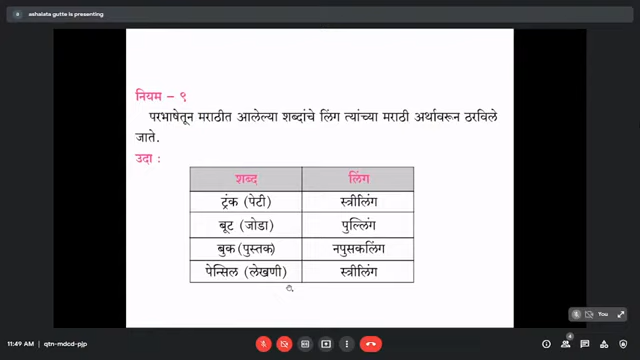 ashalata gutte is presenting
नियम – ९
परभाषेतून मराठीत आलेल्या शब्दांचे लिंग त्यांच्या मराठी अर्थावरून ठरविले
जाते.
उदा :
शब्द लिंग
ट्रंक (पेटी) स्त्रीलिंग
बूट (जोडा) पुल्लिंग
बुक (पुस्तक) नपुसकलिंग
पेन्सिल (लेखणी) स्त्रीलिंग
You
11:49 AM | qtn-mdcd-pjp